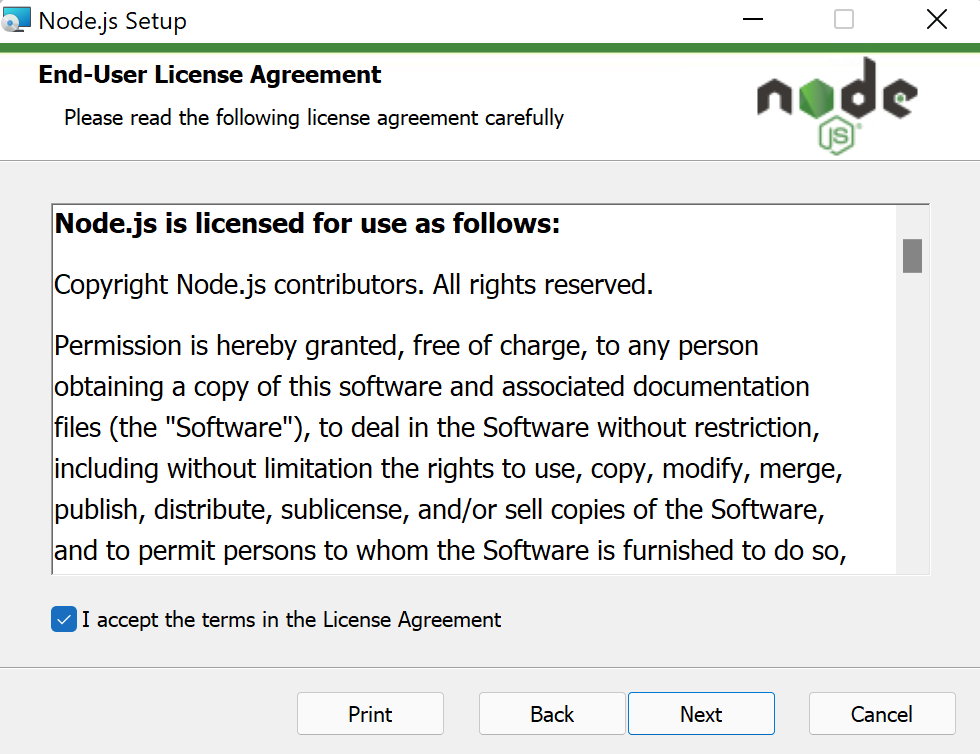 Node.js Setup
End-User License Agreement
Please read the following license agreement carefully
node
JS
Node.js is licensed for use as follows:
Copyright Node.js contributors. All rights reserved.
Permission is hereby granted, free of charge, to any person
obtaining a copy of this software and associated documentation
files (the "Software"), to deal in the Software without restriction,
including without limitation the rights to use, copy, modify, merge,
publish, distribute, sublicense, and/or sell copies of the Software,
and to permit persons to whom the Software is furnished to do so,
I accept the terms in the License Agreement
Print Back Next Cancel